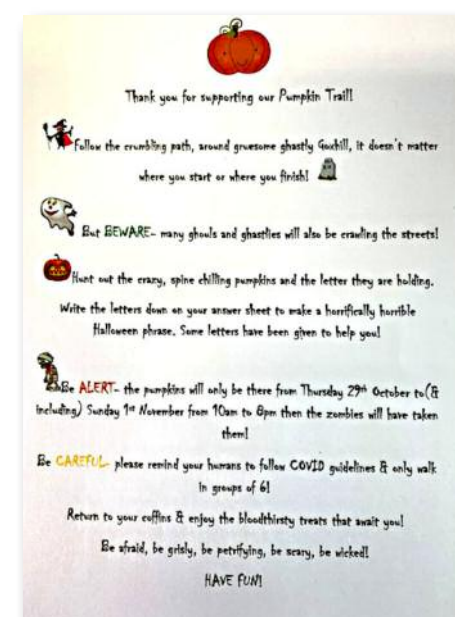 Thank you for supporting our Pumpkin Trail!
Follow the crumbling path, around gruesome ghastly Goxhill, it doesn't matter
where you start or where you finish!
But BEWARE- many ghouls and ghastlies will also be crawling the streets!
Hunt out the crazy, spine chilling pumpkins and the letter they are holding.
Write the letters down on your answer sheet to make a horrifically horrible
Halloween phrase. Some letters have been given to help you!
Be ALERT- the pumpkins will only be there from Thursday 29th October to(&
including) Sunday 1st November from 10am to 8pm then the zombies will have taken
them!
Be CAREFUL- please remind your humans to follow COVID guidelines & only walk
in groups of 6!
Return to your coffins & enjoy the bloodthirsty treats that await you!
Be afraid, be grisly, be petrifying, be scary, be wicked!
HAVE FUN!